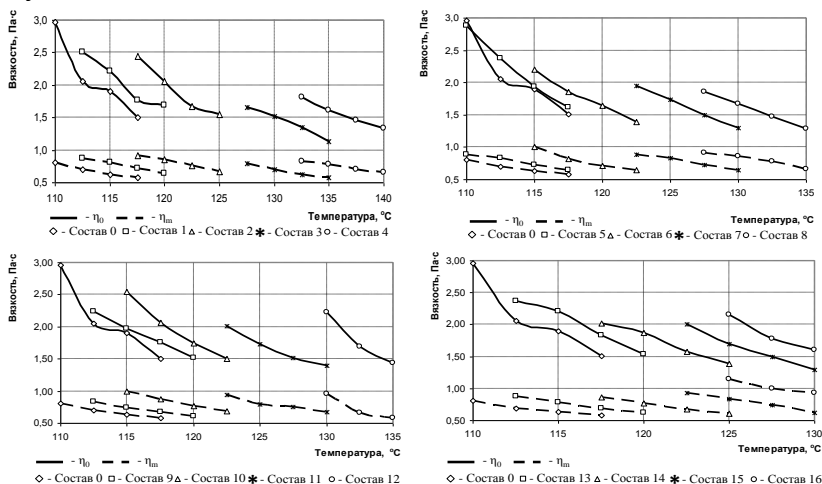 Вязкость, Па·с
3,0
2,5
2,0
1,5
1,0
0,5
110 115 120 125 130 135 140
Температура, °C
- η0 - η m
- Состав 0 - Состав 1 - Состав 2 - Состав 3 - Состав 4
Вязкость, Па·с
3,0
2,5
2,0
1,5
1,0
0,5
110 115 120 125 130 135
Температура, °C
- η0 - ηm
- Состав 0 - Состав 5 - Состав 6 - Состав 7 - Состав 8
Вязкость, Па·с
3,00
2,50
2,00
1,50
1,00
0,50
110 115 120 125 130 135
Температура, °C
- η0 - ηm
- Состав 0 - Состав 9 - Состав 10 - Состав 11 - Состав 12
Вязкость, Па·с
3,00
2,50
2,00
1,50
1,00
0,50
110 115 120 125 130
Температура, °C
- η0 - ηm
- Состав 0 - Состав 13 - Состав 14 - Состав 15 - Состав 16